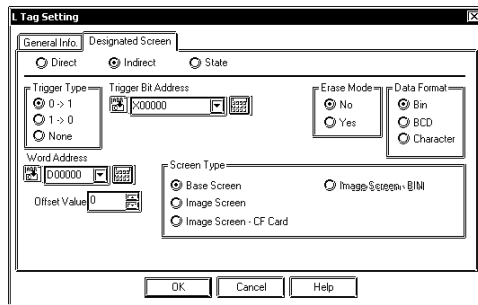 L Tag Setting
General Info. Designated Screen
Direct Indirect State
Trigger Type Trigger Bit Address Erase Mode Data Format
0 -> 1 X00000 No Bin
1 -> 0 Yes BCD
None Character
Word Address
D00000 Screen Type
Base Screen Image Screen - BINI
Offset Value 0 Image Screen
Image Screen - CF Card
OK Cancel Help